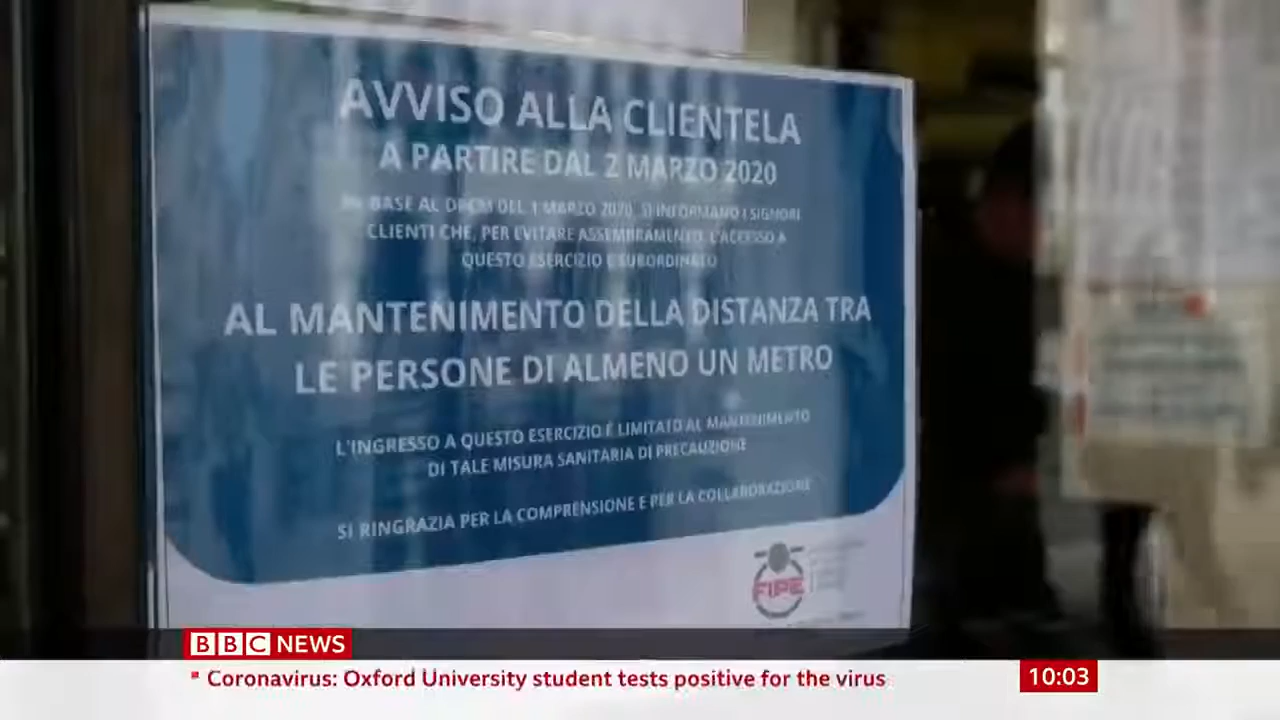 AVVISO ALLA CLIENTELA
A PARTIRE DAL 2 MARZO 2020
IN BASE AL DPCM DEL 1 MARZO 2020, SI INFORMANO I SIGNORI
CLIENTI CHE, PER EVITARE ASSEMBRAMENTO, L'ACCESSO A
QUESTO ESERCIZIO È SUBORDINATO
AL MANTENIMENTO DELLA DISTANZA TRA
LE PERSONE DI ALMENO UN METRO
L'INGRESSO A QUESTO ESERCIZIO È LIMITATO AL MANTENIMENTO
DI TALE MISURA SANITARIA DI PRECAUZIONE
SI RINGRAZIA PER LA COMPRENSIONE E PER LA COLLABORAZIONE
FIPE
BBC NEWS
Coronavirus: Oxford University student tests positive for the virus
10:03